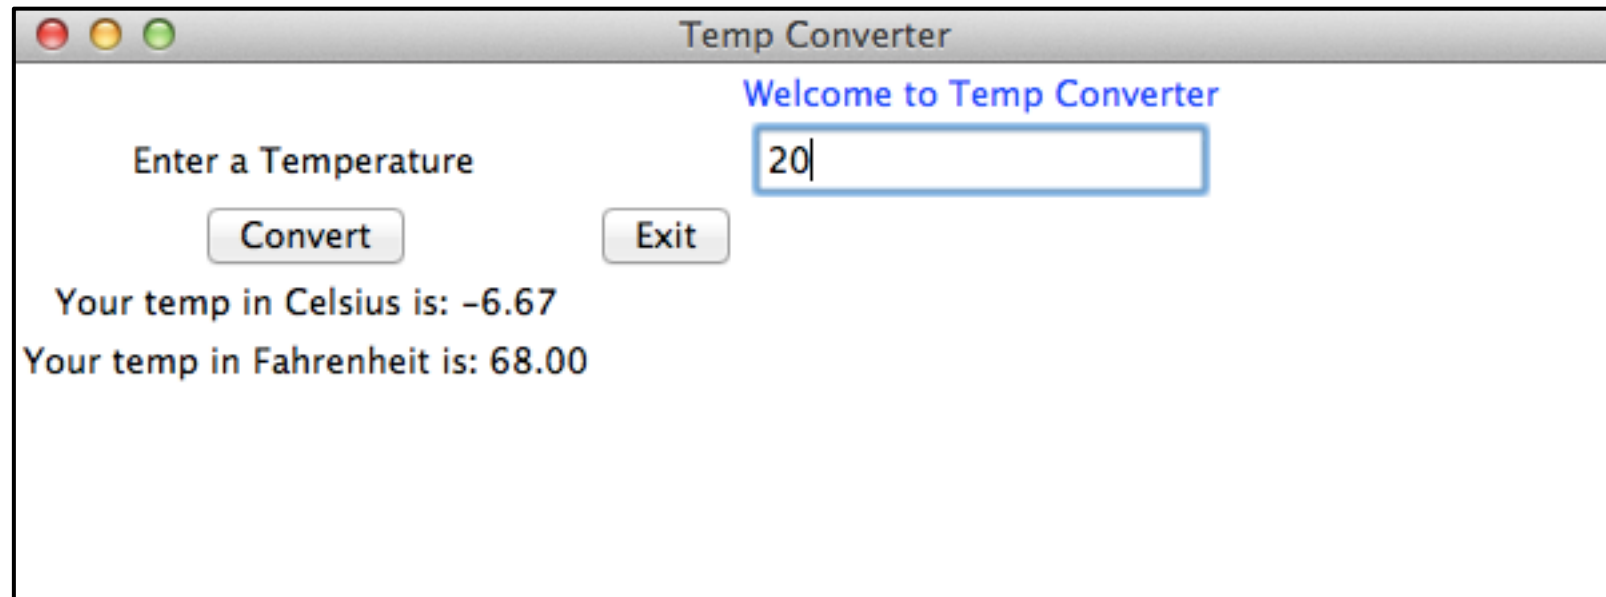 Temp Converter
Welcome to Temp Converter
Enter a Temperature 20
Convert Exit
Your temp in Celsius is: -6.67
Your temp in Fahrenheit is: 68.00